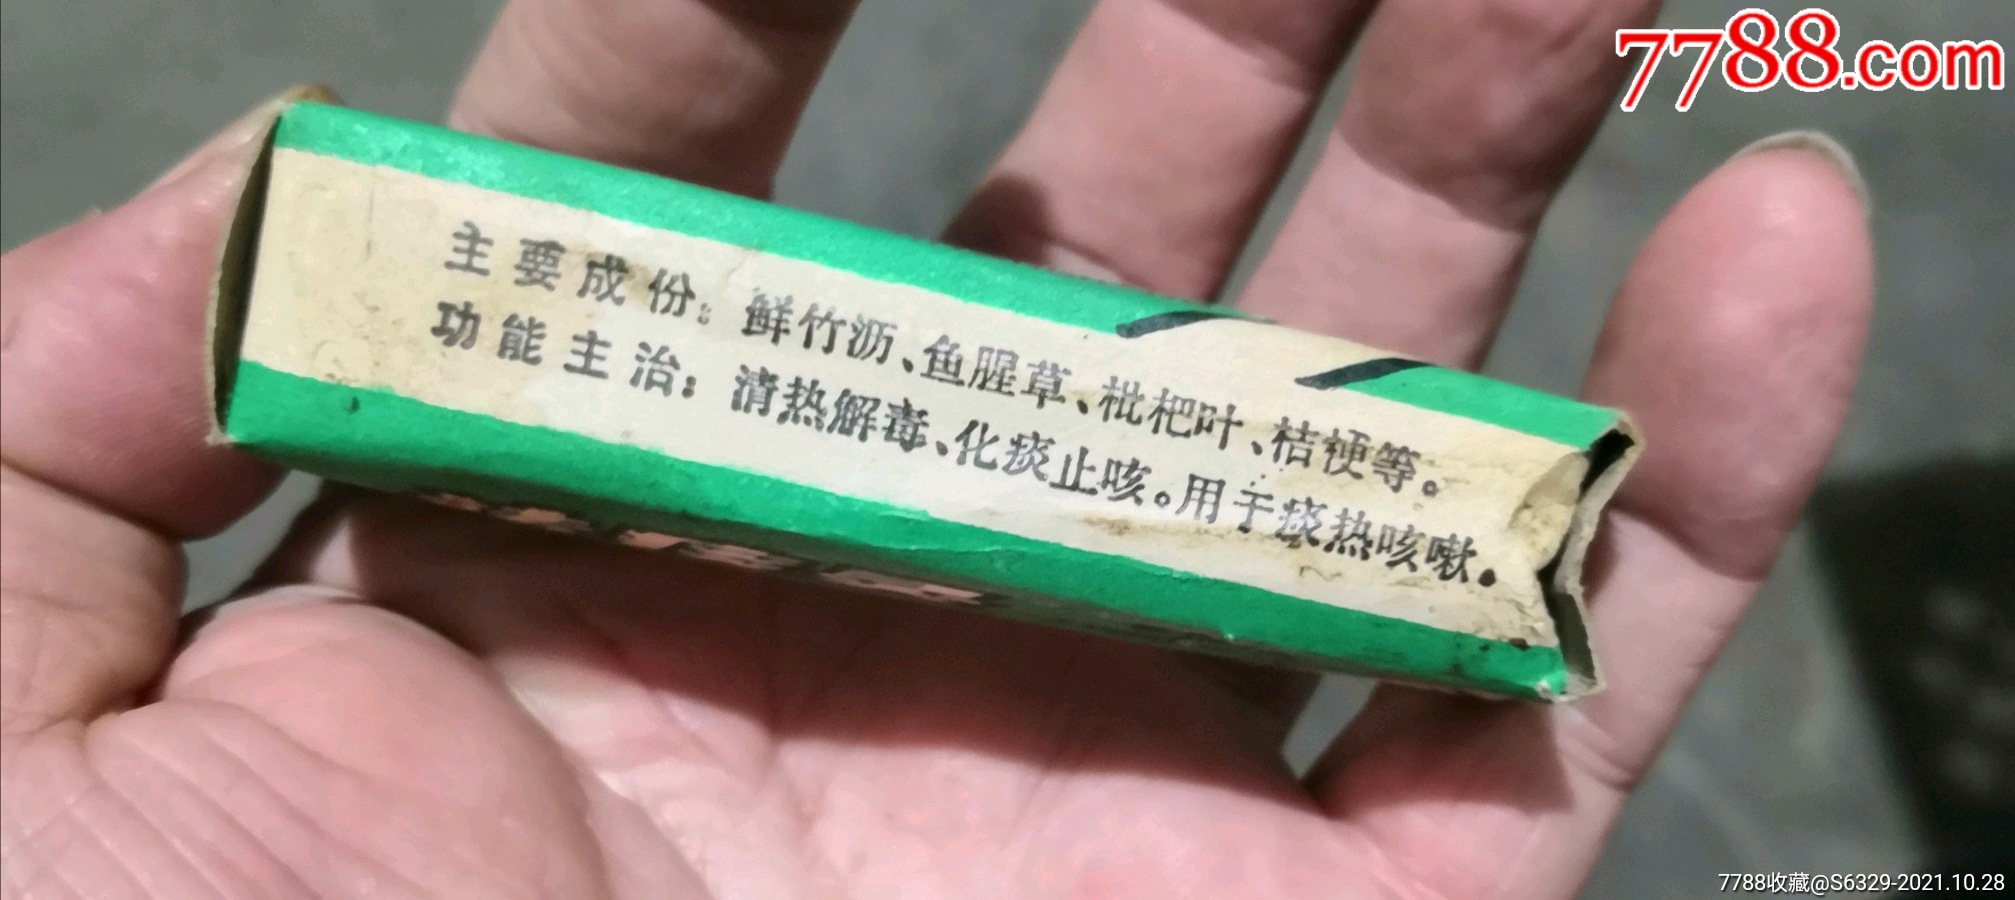 7788.com
主要成份：鲜竹沥、鱼腥草、枇杷叶、桔梗等。
功能主治：清热解毒、化痰止咳。用于痰热咳嗽。
7788收藏@S6329-2021.10.28